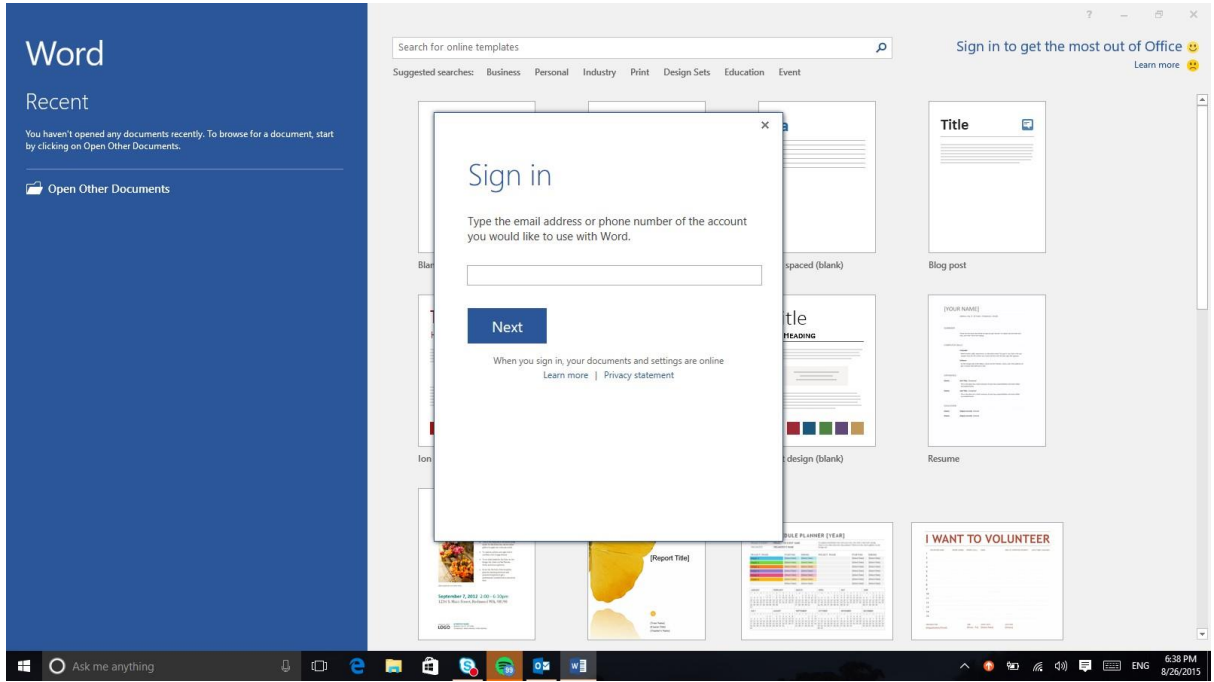 Word
Recent
You haven't opened any documents recently. To browse for a document, start
by clicking on Open Other Documents.
Open Other Documents
?
Search for online templates
Sign in to get the most out of Office
Learn more
Suggested searches: Business Personal Industry Print Design Sets Education Event
Sign in
Type the email address or phone number of the account
you would like to use with Word.
Next
When you sign in, your documents and settings are online
Learn more | Privacy statement
Title
spaced (blank)
Blog post
itle
HEADING
[YOUR NAME]
design (blank)
Resume
September 7, 2012
LOGO
[Report Title]
DULE PLANNER [YEAR]
I WANT TO VOLUNTEER
Ask me anything
99
ENG
6:38 PM
8/26/2015